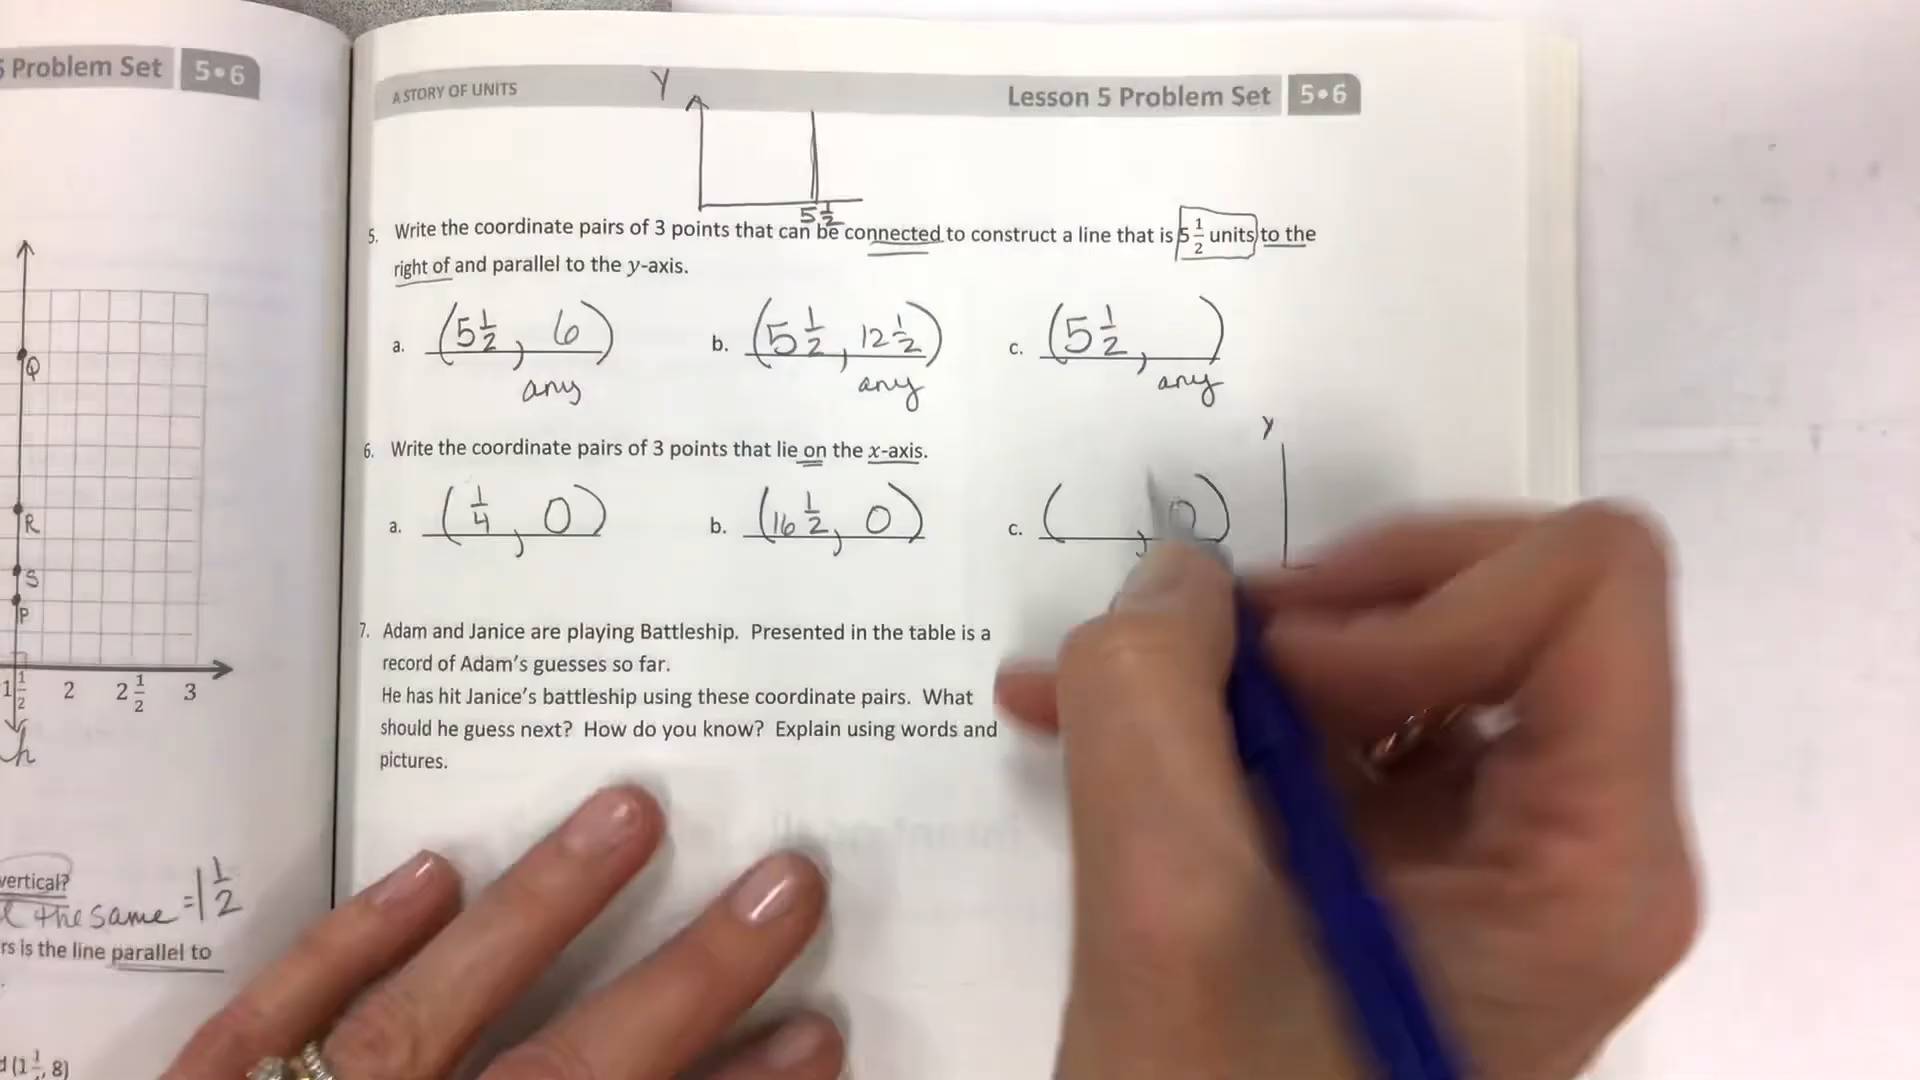 Problem Set 5•6
Q
R
S
P
1 1/2 2 2 1/2 3
h
vertical?
the same = 1 1/2
rs is the line parallel to
(1 1/2, 8)
A STORY OF UNITS
Lesson 5 Problem Set 5•6
Y
5 1/2
5. Write the coordinate pairs of 3 points that can be connected to construct a line that is 5 1/2 units to the
right of and parallel to the y-axis.
a. (5 1/2, 6) b. (5 1/2, 12 1/2) c. (5 1/2, )
any any any
6. Write the coordinate pairs of 3 points that lie on the x-axis.
Y
a. (1/4, 0) b. (16 1/2, 0) c. ( , 0)
7. Adam and Janice are playing Battleship. Presented in the table is a
record of Adam's guesses so far.
He has hit Janice's battleship using these coordinate pairs. What
should he guess next? How do you know? Explain using words and
pictures.